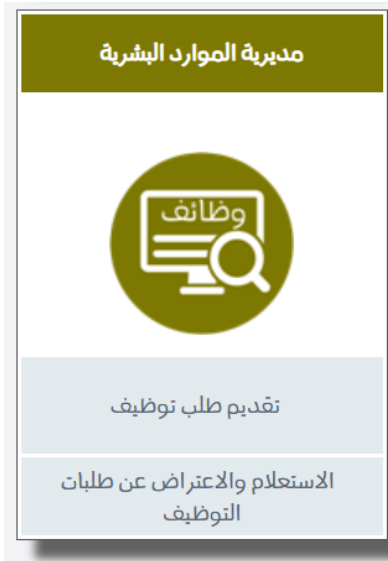 مديرية الموارد البشرية
وظائف
تقديم طلب توظيف
الاستعلام والاعتراض عن طلبات
التوظيف